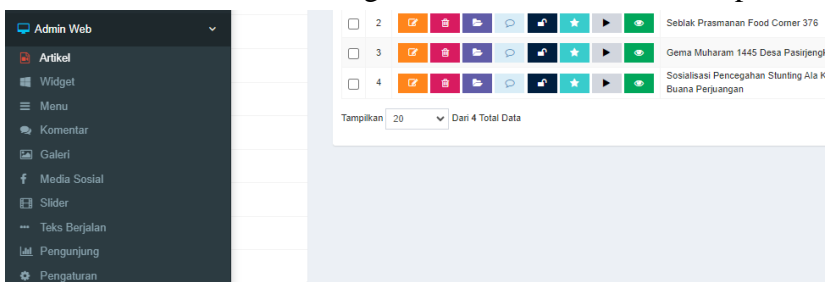 Admin Web
Artikel
Widget
Menu
Komentar
Galeri
Media Sosial
Slider
Teks Berjalan
Pengunjung
Pengaturan
2 Seblak Prasmanan Food Corner 376
3 Gema Muharam 1445 Desa Pasirjeng
4 Sosialisasi Pencegahan Stunting Ala K
Buana Perjuangan
Tampilkan 20 Dari 4 Total Data